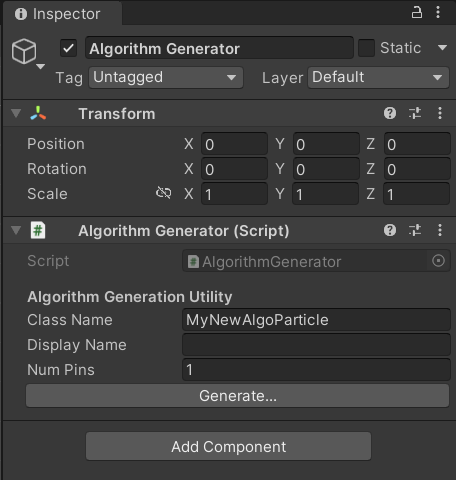 Inspector
Algorithm Generator Static
Tag Untagged Layer Default
Transform
Position X 0 Y 0 Z 0
Rotation X 0 Y 0 Z 0
Scale X 1 Y 1 Z 1
# Algorithm Generator (Script)
Script # AlgorithmGenerator
Algorithm Generation Utility
Class Name MyNewAlgoParticle
Display Name
Num Pins 1
Generate...
Add Component